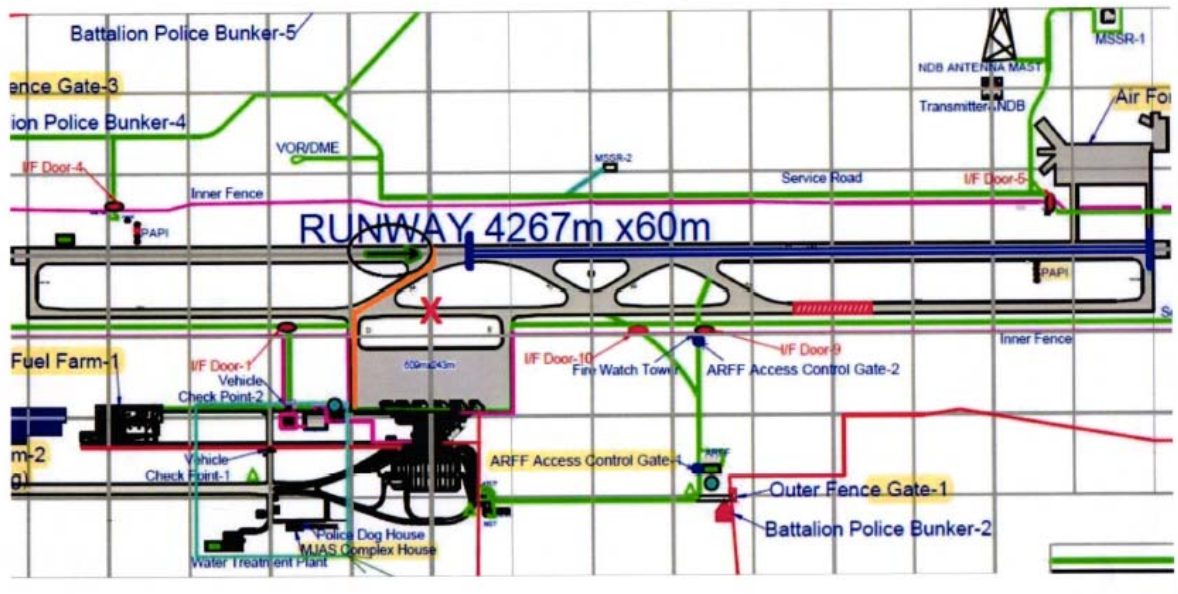 Battalion Police Bunker-5
MSSR-1
NDB ANTENNA MAST
ence Gate-3
Transmitter NDB
Air Fo
ion Police Bunker-4
VOR/DME
MSSR-2
I/F Door-4
Service Road
I/F Door-5
Inner Fence
RUNWAY 4267m x60m
PAPI
PAPI
X
D
E
S
Inner Fence
Fuel Farm-1
I/F Door-1
609mx243m
I/F Door-10
Fire Watch Tower
I/F Door-9
ARFF Access Control Gate-2
Vehicle
Check Point-2
m-2
g)
Vehicle
Check Point-1
ARFF Access Control Gate-1
ARFF
Outer Fence Gate-1
Battalion Police Bunker-2
Police Dog House
MJAS Complex House
Water Treatment Plant